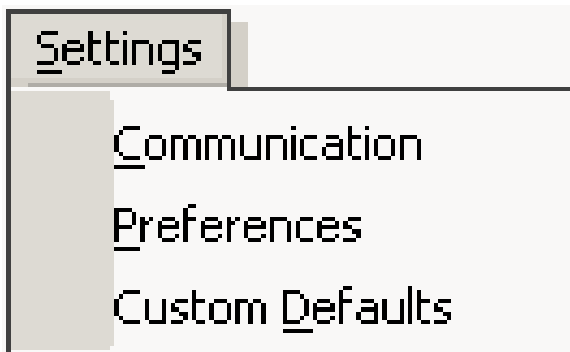 Settings
Communication
Preferences
Custom Defaults